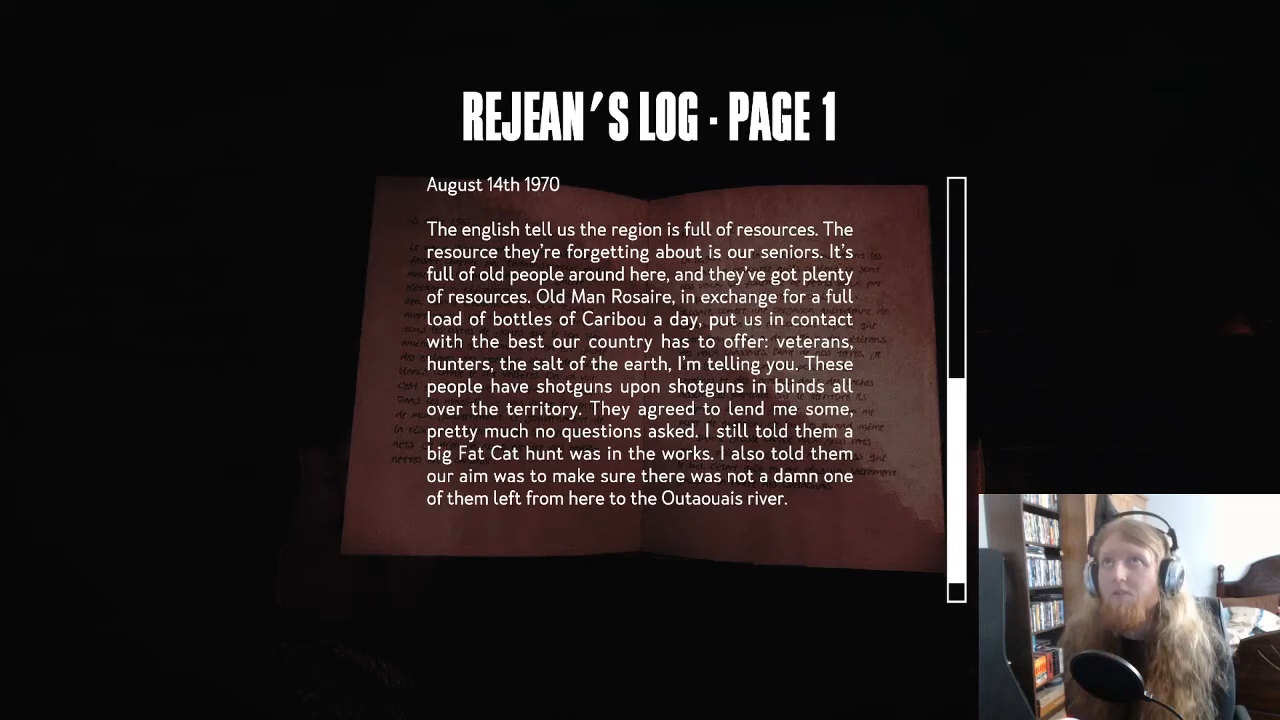 REJEAN'S LOG · PAGE 1
August 14th 1970
The english tell us the region is full of resources. The
resource they're forgetting about is our seniors. It's
full of old people around here, and they've got plenty
of resources. Old Man Rosaire, in exchange for a full
load of bottles of Caribou a day, put us in contact
with the best our country has to offer: veterans,
hunters, the salt of the earth, I'm telling you. These
people have shotguns upon shotguns in blinds all
over the territory. They agreed to lend me some,
pretty much no questions asked. I still told them a
big Fat Cat hunt was in the works. I also told them
our aim was to make sure there was not a damn one
of them left from here to the Outaouais river.